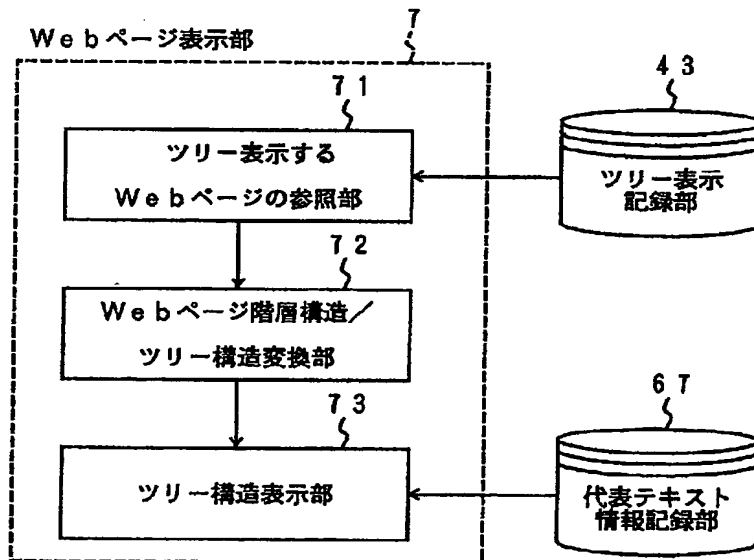 7
Ｗｅｂページ表示部
４３
７１
ツリー表示する
Ｗｅｂページの参照部
ツリー表示
記録部
７２
Ｗｅｂページ階層構造／
ツリー構造変換部
７３
６７
ツリー構造表示部
代表テキスト
情報記録部